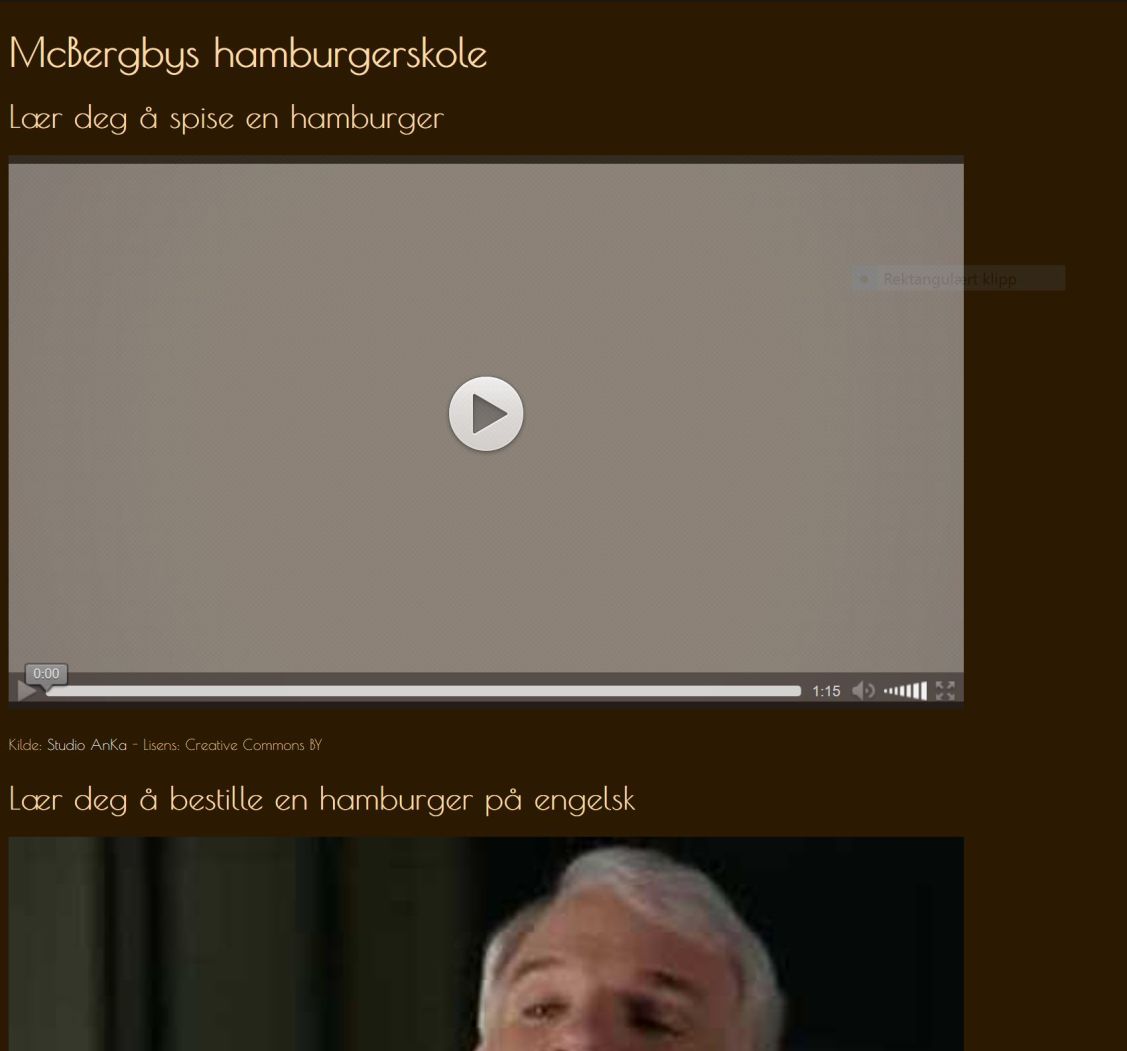 McBergbys hamburgerskole
Lær deg å spise en hamburger
Rektangulært klipp
0:00
1:15
Kilde: Studio AnKa - Lisens: Creative Commons BY
Lær deg å bestille en hamburger på engelsk